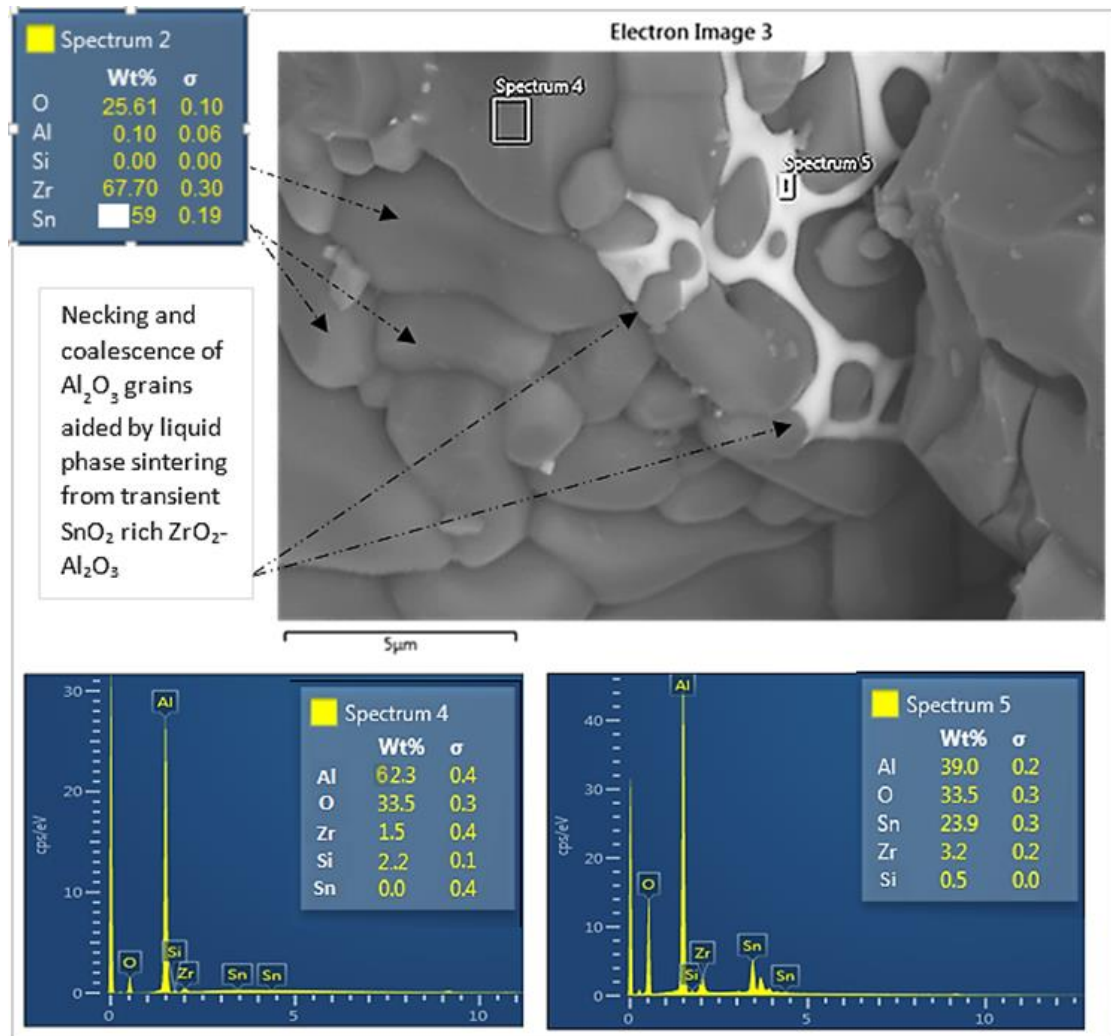 Spectrum 2
Wt% σ
O 25.61 0.10
Al 0.10 0.06
Si 0.00 0.00
Zr 67.70 0.30
Sn 59 0.19
Electron Image 3
Spectrum 4
Spectrum 5
Necking and
coalescence of
Al₂O₃ grains
aided by liquid
phase sintering
from transient
SnO₂ rich ZrO₂-
Al₂O₃
5µm
30
20
10
0
cps/eV
0 5 10
Al
O
Si
Zr
Sn
Sn
Spectrum 4
Wt% σ
Al 62.3 0.4
O 33.5 0.3
Zr 1.5 0.4
Si 2.2 0.1
Sn 0.0 0.4
40
30
20
10
0
cps/eV
0 5 10
Al
O
Si
Zr
Sn
Sn
Spectrum 5
Wt% σ
Al 39.0 0.2
O 33.5 0.3
Sn 23.9 0.3
Zr 3.2 0.2
Si 0.5 0.0